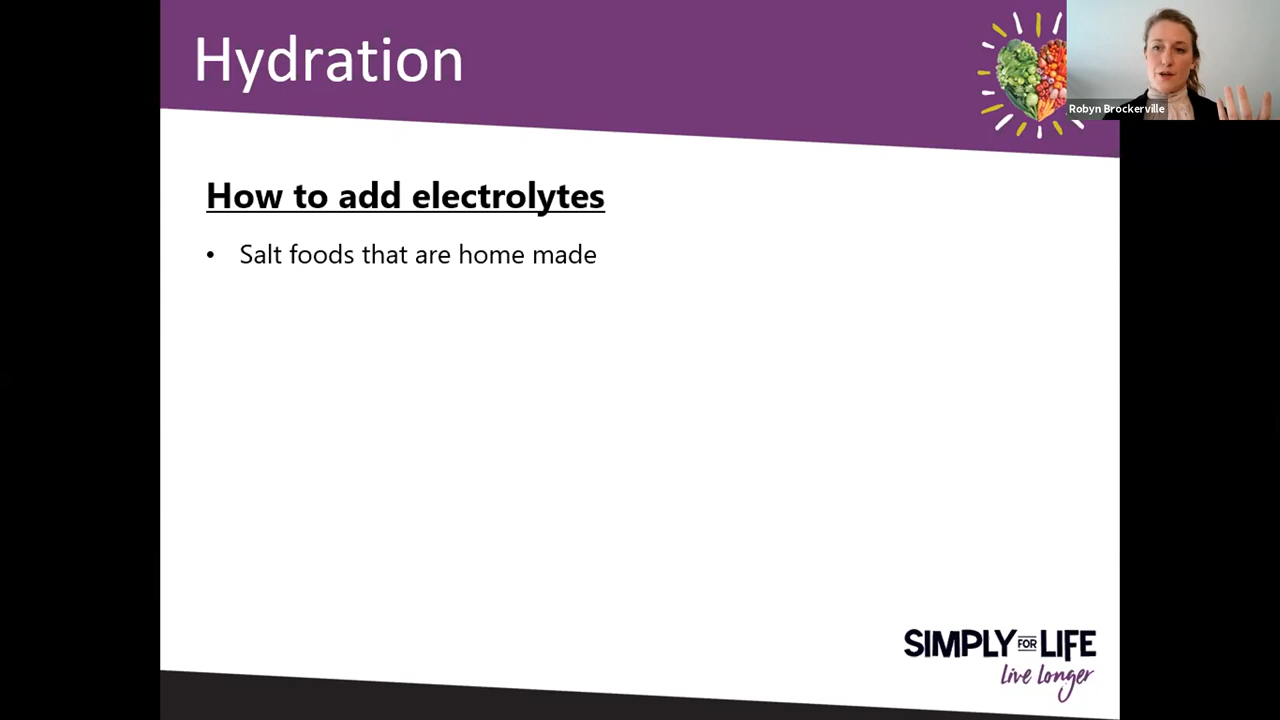 Hydration
Robyn Brockerville
How to add electrolytes
• Salt foods that are home made
SIMPLY FOR LIFE
live longer